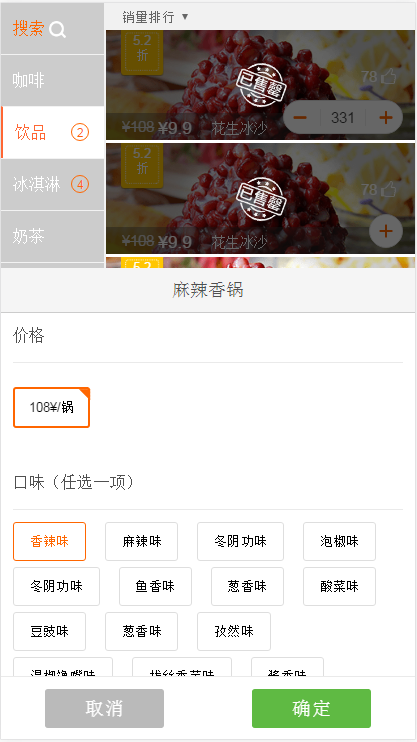 搜索
销量排行 ▼
咖啡
饮品 2
冰淇淋 4
奶茶
5.2
折
已售罄
78
¥108 ¥9.9 花生冰沙
331
5.2
折
已售罄
78
¥108 ¥9.9 花生冰沙
5.2
麻辣香锅
价格
108¥/锅
口味（任选一项）
香辣味 麻辣味 冬阴功味 泡椒味
冬阴功味 鱼香味 葱香味 酸菜味
豆豉味 葱香味 孜然味
取消 确定